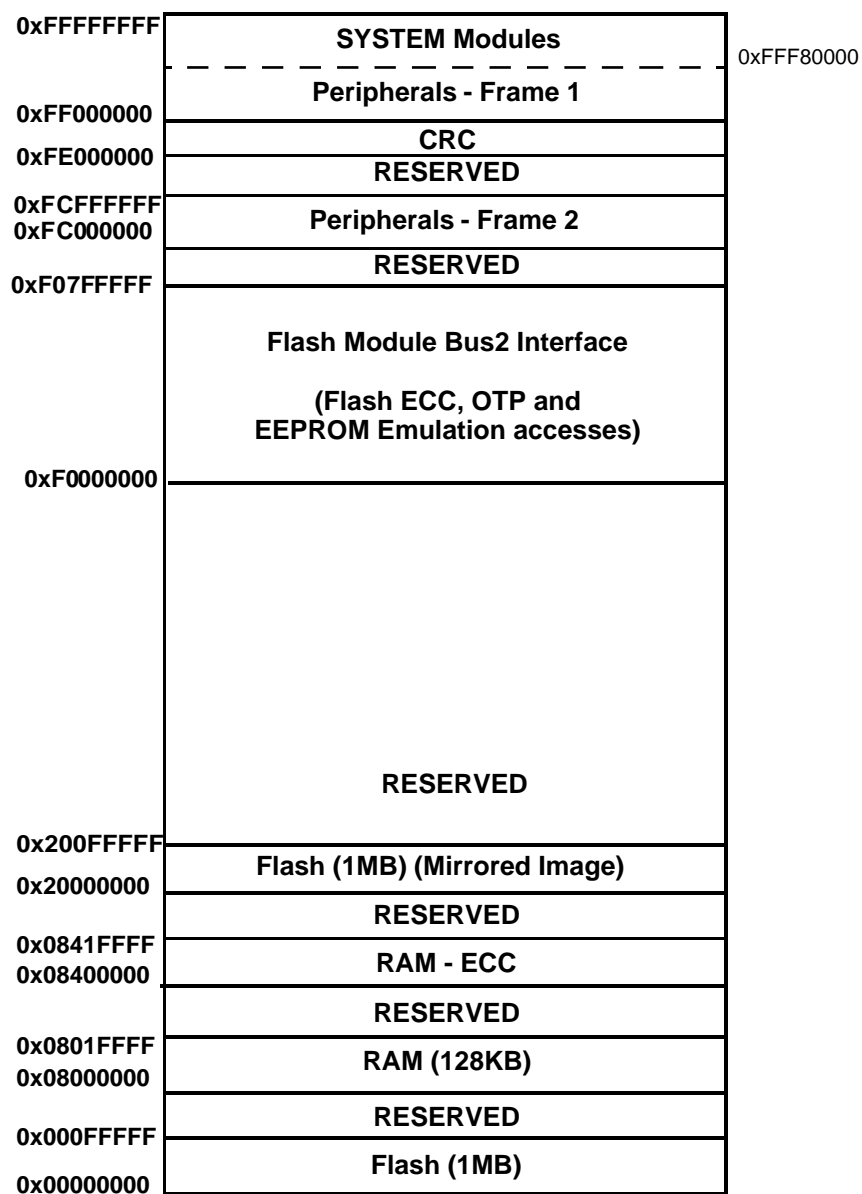 0xFFFFFFFF
SYSTEM Modules
0xFFF80000
Peripherals - Frame 1
0xFF000000
CRC
0xFE000000
RESERVED
0xFCFFFFFF
Peripherals - Frame 2
0xFC000000
RESERVED
0xF07FFFFF
Flash Module Bus2 Interface
(Flash ECC, OTP and
EEPROM Emulation accesses)
0xF0000000
RESERVED
0x200FFFFF
Flash (1MB) (Mirrored Image)
0x20000000
RESERVED
0x0841FFFF
RAM - ECC
0x08400000
RESERVED
0x0801FFFF
RAM (128KB)
0x08000000
RESERVED
0x000FFFFF
Flash (1MB)
0x00000000